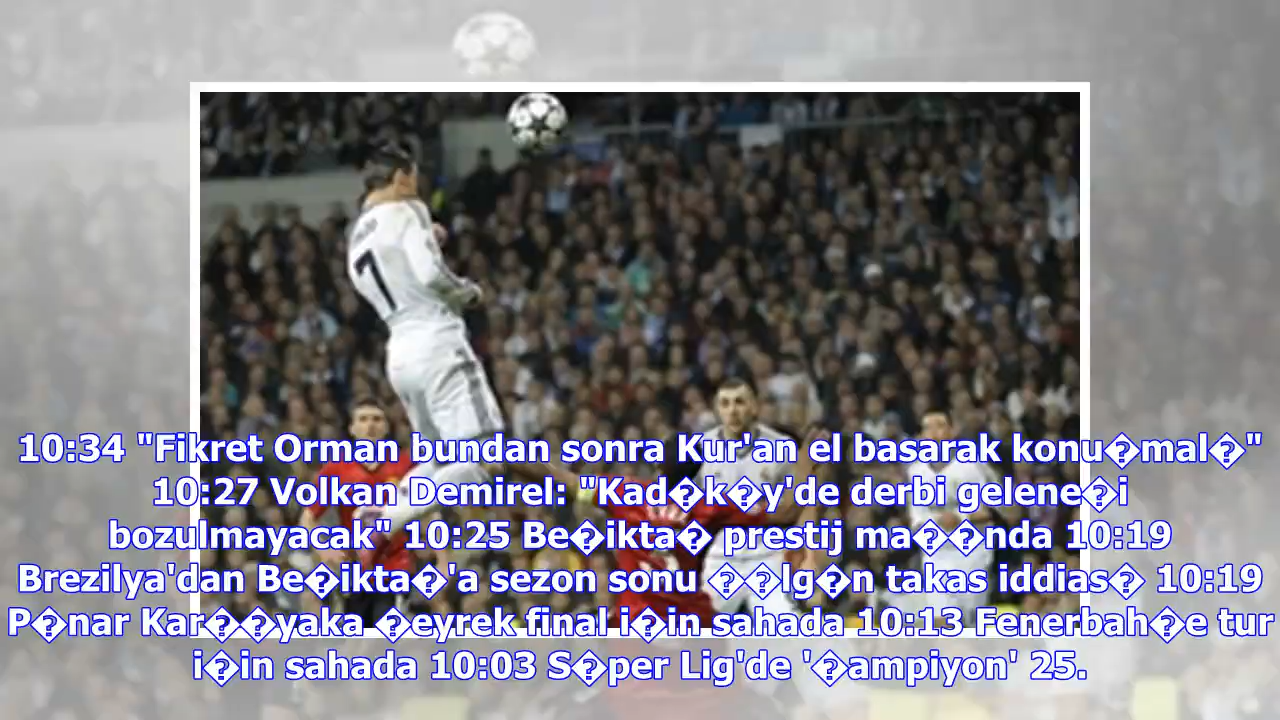 7
10:34 "Fikret Orman bundan sonra Kur'an el basarak konu�mal�"
10:27 Volkan Demirel: "Kad�k�y'de derbi gelene�i
bozulmayacak" 10:25 Be�ikta� prestij ma��nda 10:19
Brezilya'dan Be�ikta�'a sezon sonu ��lg�n takas iddias� 10:19
P�nar Kar��yaka �eyrek final i�in sahada 10:13 Fenerbah�e tur
i�in sahada 10:03 S�per Lig'de '�ampiyon' 25.